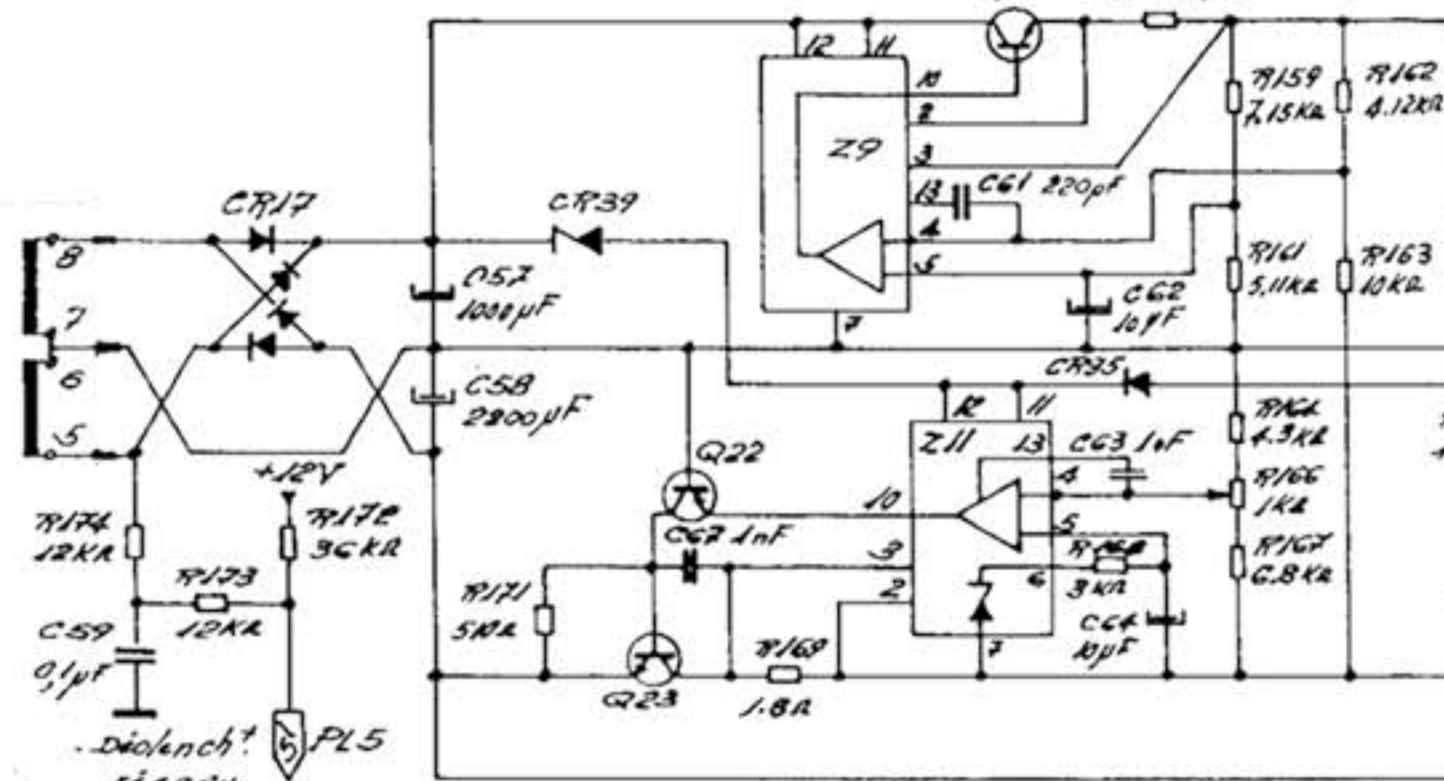 12
11
10
2
Z9
3
13
C61 220pF
4
5
7
R159
7,15KΩ
R162
4.12KΩ
CR17
CR39
8
7
6
5
C57
1000µF
R161
5,11KΩ
R163
10KΩ
C62
10µF
CR35
C58
2200µF
+12V
Q22
12
11
Z11
13
C63 1nF
4
5
10
3
2
6
7
R164
4.3KΩ
R166
1KΩ
R167
6.8KΩ
R174
12KΩ
R172
36KΩ
R173
12KΩ
C67 1nF
R171
3KΩ
C64
10µF
C59
0,1µF
R169
1.8Ω
Q23
5
PL5